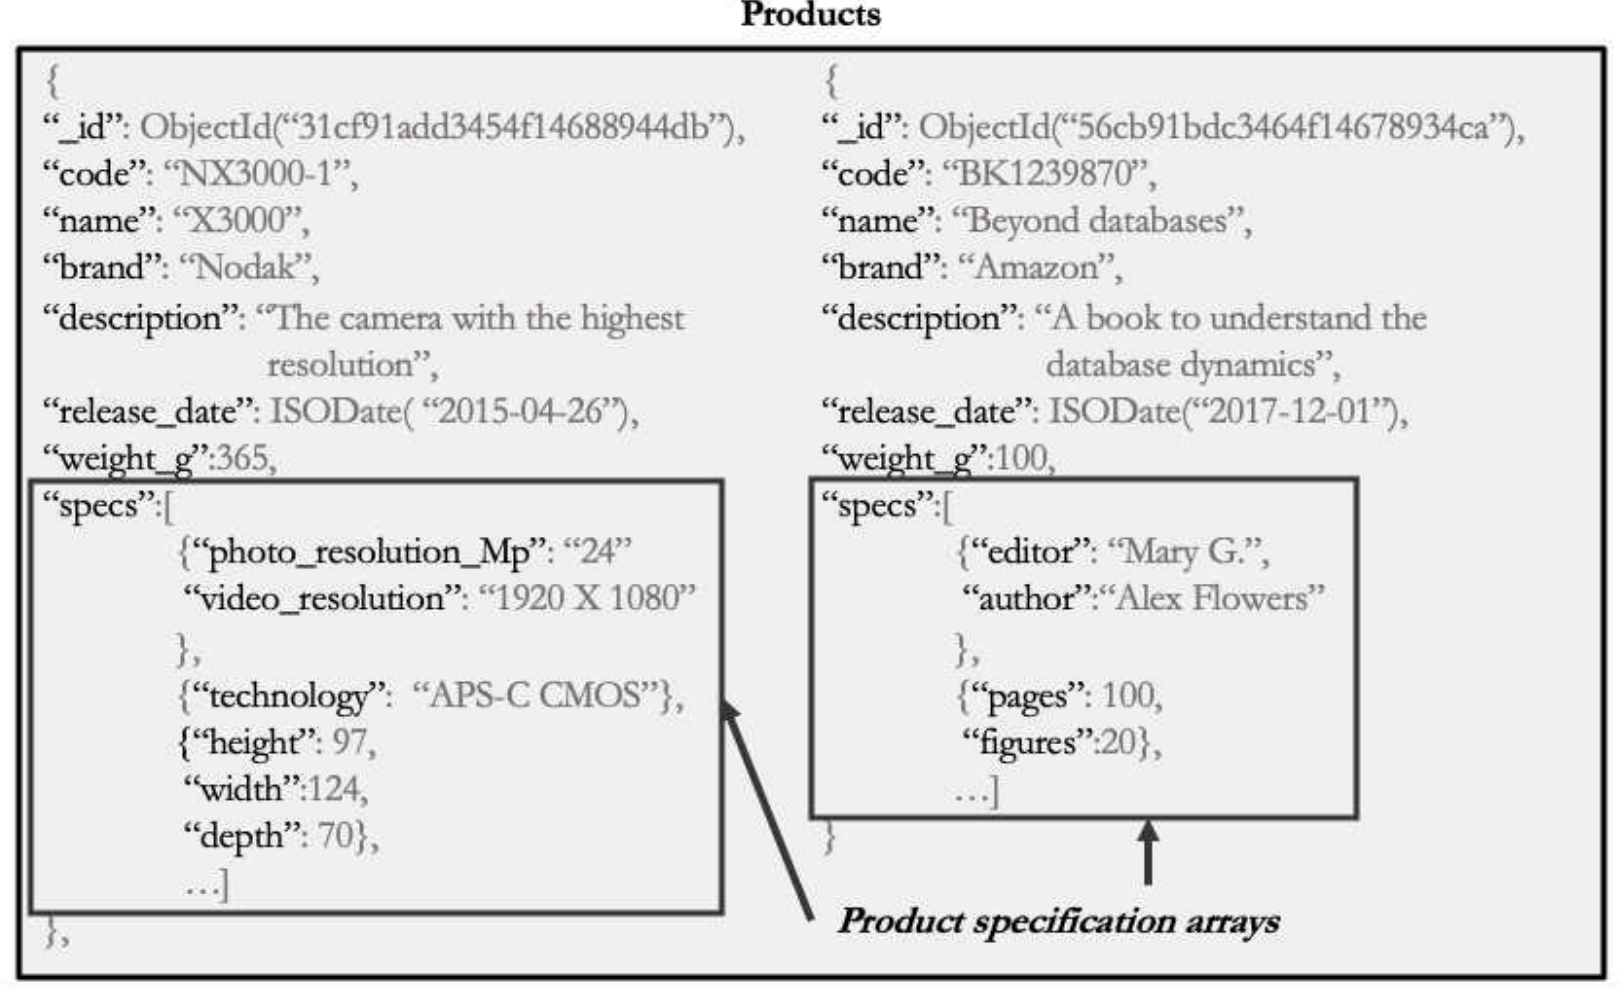 Products
{
“_id”: ObjectId(“31cf91add3454f14688944db”),
“code”: “NX3000-1”,
“name”: “X3000”,
“brand”: “Nodak”,
“description”: “The camera with the highest
resolution”,
“release_date”: ISODate( “2015-04-26”),
“weight_g”:365,
“specs”:[
{“photo_resolution_Mp”: “24”
“video_resolution”: “1920 X 1080”
},
{“technology”: “APS-C CMOS”},
{“height”: 97,
“width”:124,
“depth”: 70},
…]
},
{
“_id”: ObjectId(“56cb91bdc3464f14678934ca”),
“code”: “BK1239870”,
“name”: “Beyond databases”,
“brand”: “Amazon”,
“description”: “A book to understand the
database dynamics”,
“release_date”: ISODate(“2017-12-01”),
“weight_g”:100,
“specs”:[
{“editor”: “Mary G.”,
“author”:“Alex Flowers”
},
{“pages”: 100,
“figures”:20},
…]
}
Product specification arrays